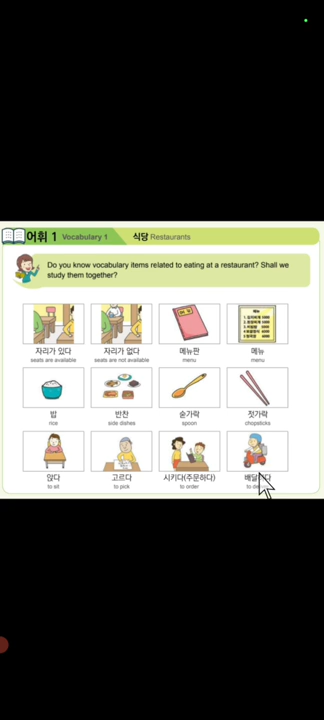 어휘 1 Vocabulary 1 식당 Restaurants
Do you know vocabulary items related to eating at a restaurant? Shall we
study them together?
자리가 있다 자리가 없다 메뉴판 메뉴
seats are available seats are not available menu menu
밥 반찬 숟가락 젓가락
rice side dishes spoon chopsticks
앉다 고르다 시키다(주문하다)
to sit to pick to order to